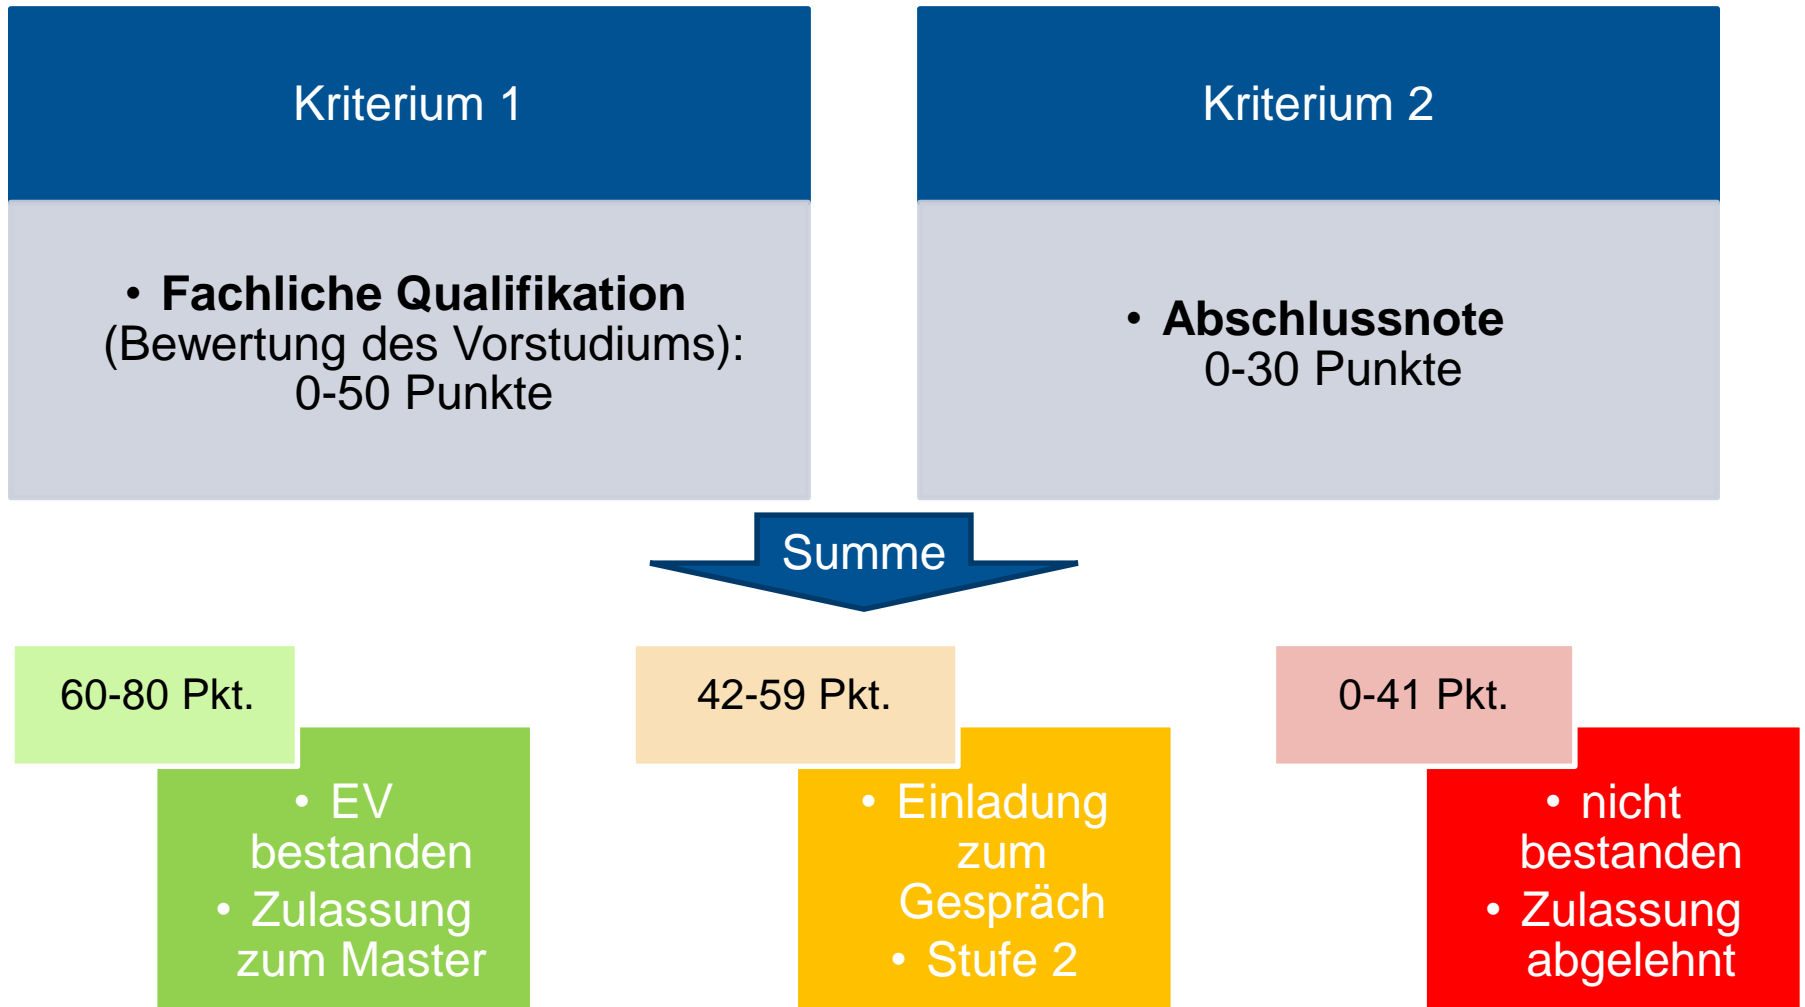 Kriterium 1
• Fachliche Qualifikation
(Bewertung des Vorstudiums):
0-50 Punkte
Kriterium 2
• Abschlussnote
0-30 Punkte
Summe
60-80 Pkt.
• EV
bestanden
• Zulassung
zum Master
42-59 Pkt.
• Einladung
zum
Gespräch
• Stufe 2
0-41 Pkt.
• nicht
bestanden
• Zulassung
abgelehnt